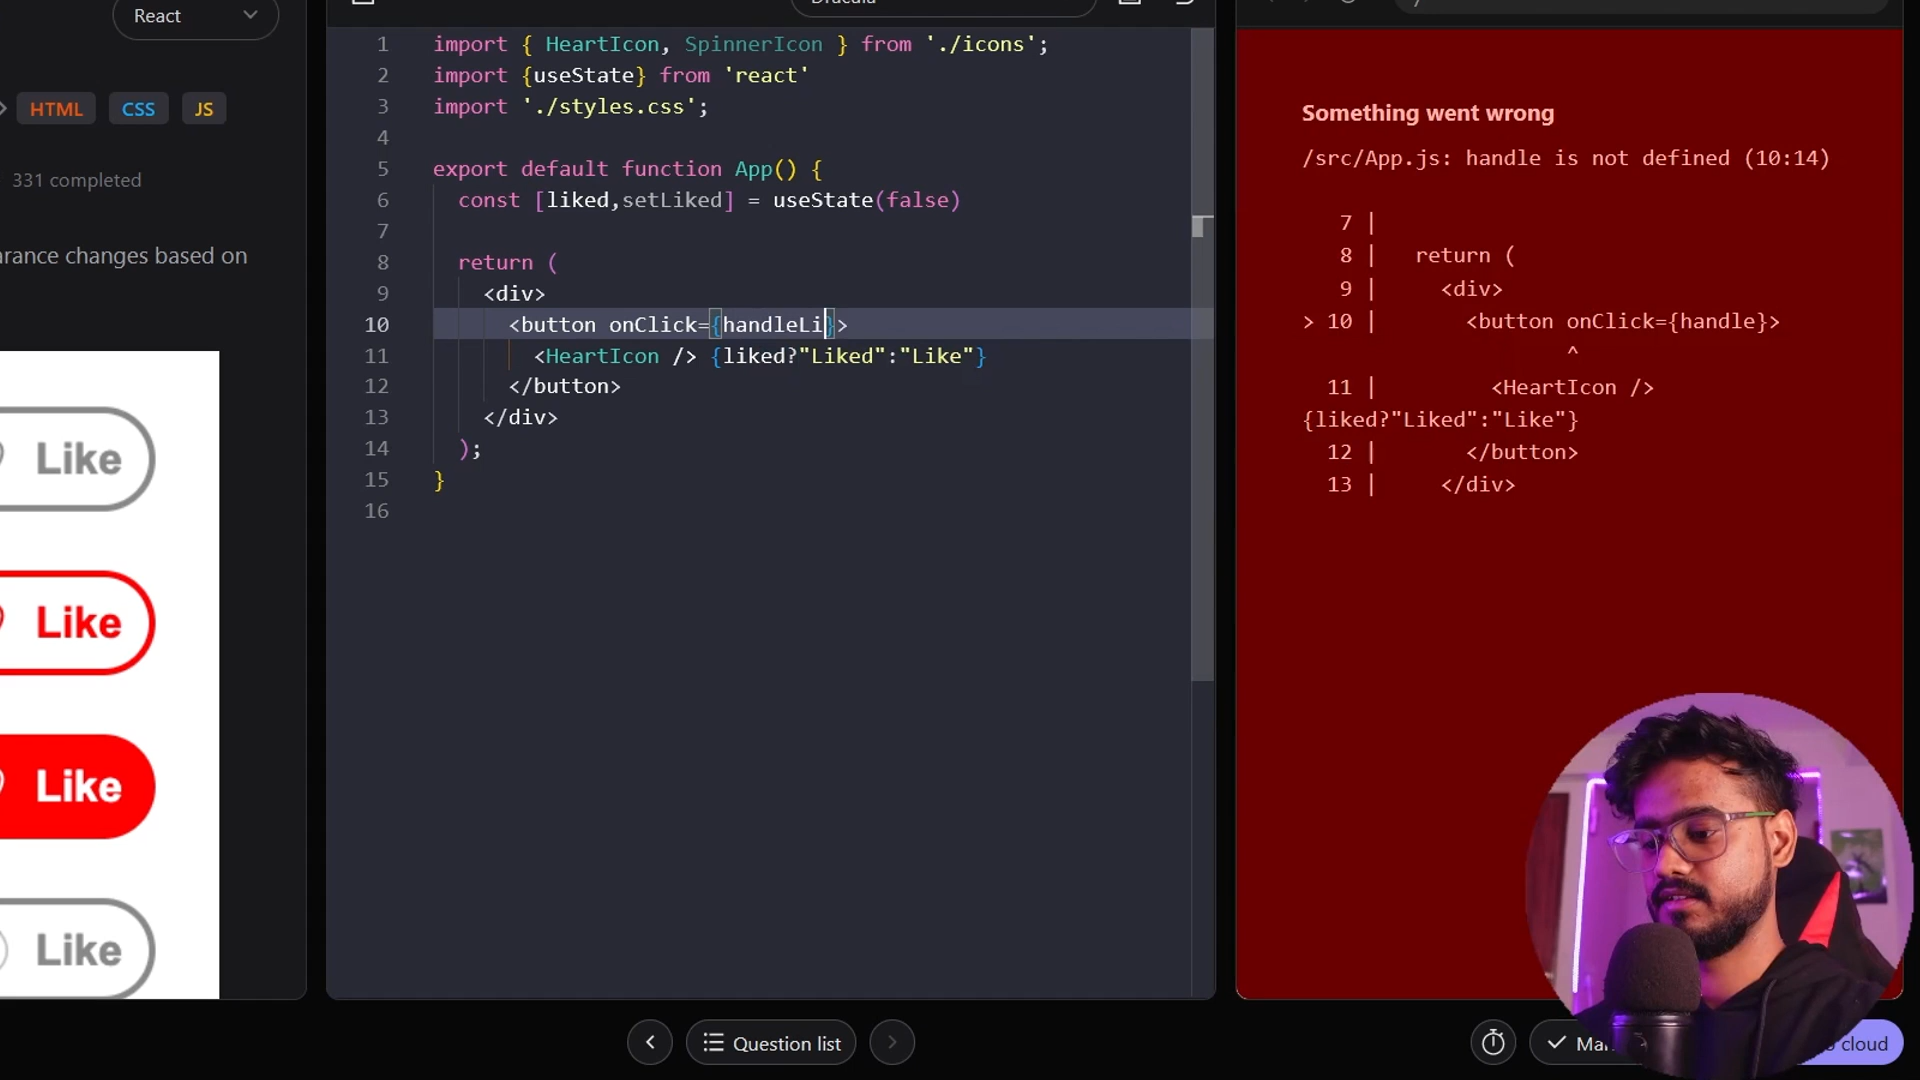 React
HTML
CSS
JS
331 completed
arance changes based on
Like
Like
Like
Like
1 import { HeartIcon, SpinnerIcon } from './icons';
2 import {useState} from 'react'
3 import './styles.css';
4
5 export default function App() {
6 const [liked,setLiked] = useState(false)
7
8 return (
9 <div>
10 <button onClick={handleLi}>
11 <HeartIcon /> {liked?"Liked":"Like"}
12 </button>
13 </div>
14 );
15 }
16
Something went wrong
/src/App.js: handle is not defined (10:14)
7 |
8 | return (
9 | <div>
> 10 | <button onClick={handle}>
^
11 | <HeartIcon />
{liked?"Liked":"Like"}
12 | </button>
13 | </div>
Question list
cloud